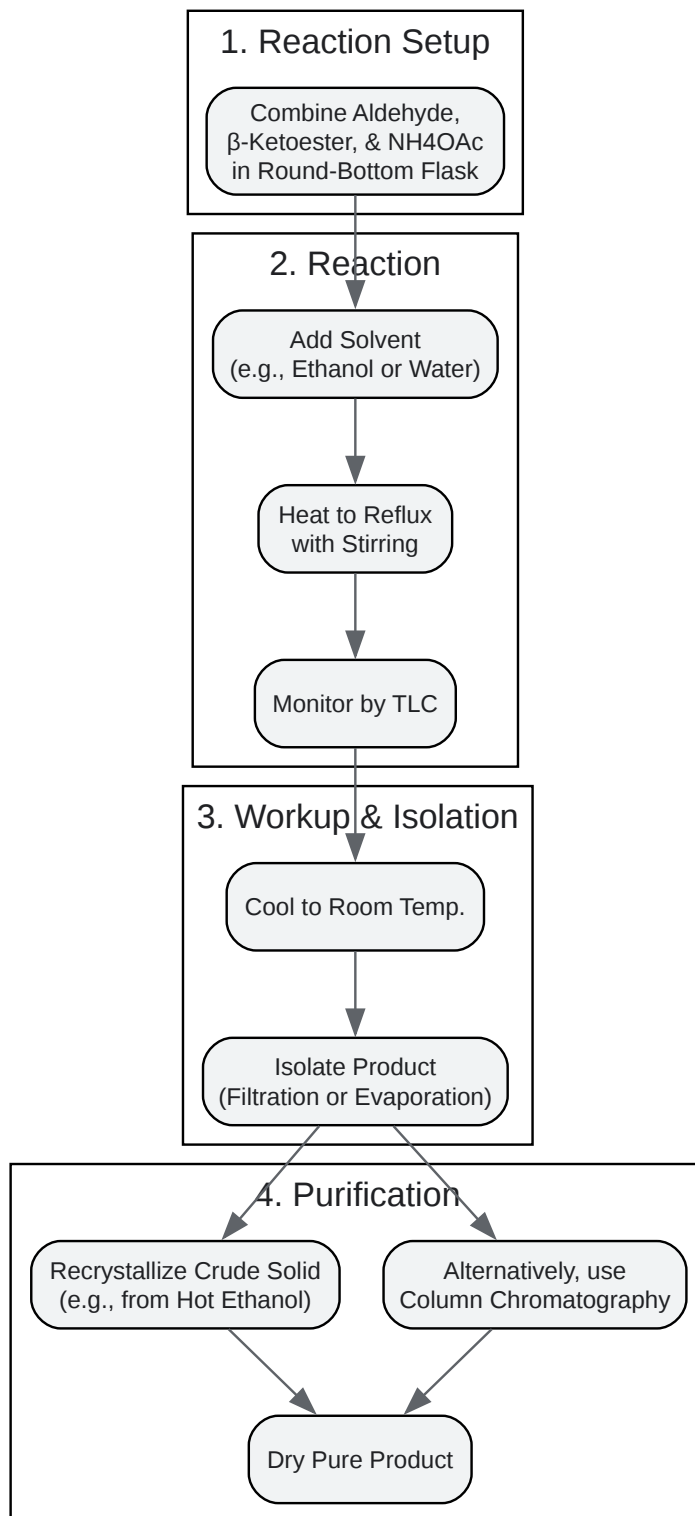 1. Reaction Setup
Combine Aldehyde,
β-Ketoester, & NH4OAc
in Round-Bottom Flask
2. Reaction
Add Solvent
(e.g., Ethanol or Water)
Heat to Reflux
with Stirring
Monitor by TLC
3. Workup & Isolation
Cool to Room Temp.
Isolate Product
(Filtration or Evaporation)
4. Purification
Recrystallize Crude Solid
(e.g., from Hot Ethanol)
Alternatively, use
Column Chromatography
Dry Pure Product